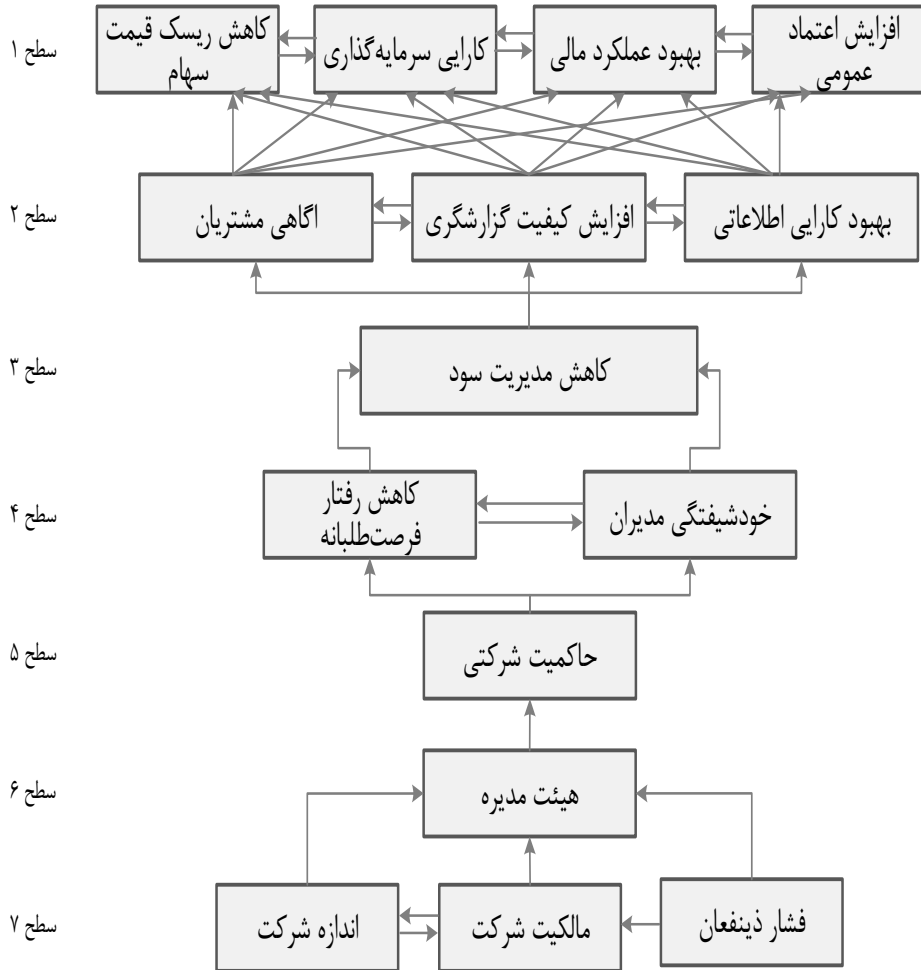 سطح ۱
افزایش اعتماد
عمومی
بهبود عملکرد مالی
کارایی سرمایه‌گذاری
کاهش ریسک قیمت
سهام
سطح ۲
بهبود کارایی اطلاعاتی
افزایش کیفیت گزارشگری
اگاهی مشتریان
سطح ۳
کاهش مدیریت سود
سطح ۴
خودشیفتگی مدیران
کاهش رفتار
فرصت‌طلبانه
سطح ۵
حاکمیت شرکتی
سطح ۶
هیئت مدیره
سطح ۷
فشار ذینفعان
مالکیت شرکت
اندازه شرکت